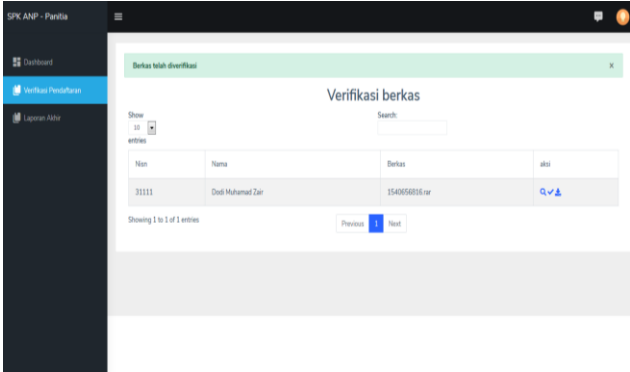 SPK ANP - Panitia
Dashboard
Verifikasi Pendaftaran
Laporan Akhir
Berkas telah diverifikasi x
Verifikasi berkas
Show
10
entries
Search:
Nisn Nama Berkas aksi
31111 Dodi Muhamad Zair 1540656816.rar
Showing 1 to 1 of 1 entries
Previous 1 Next